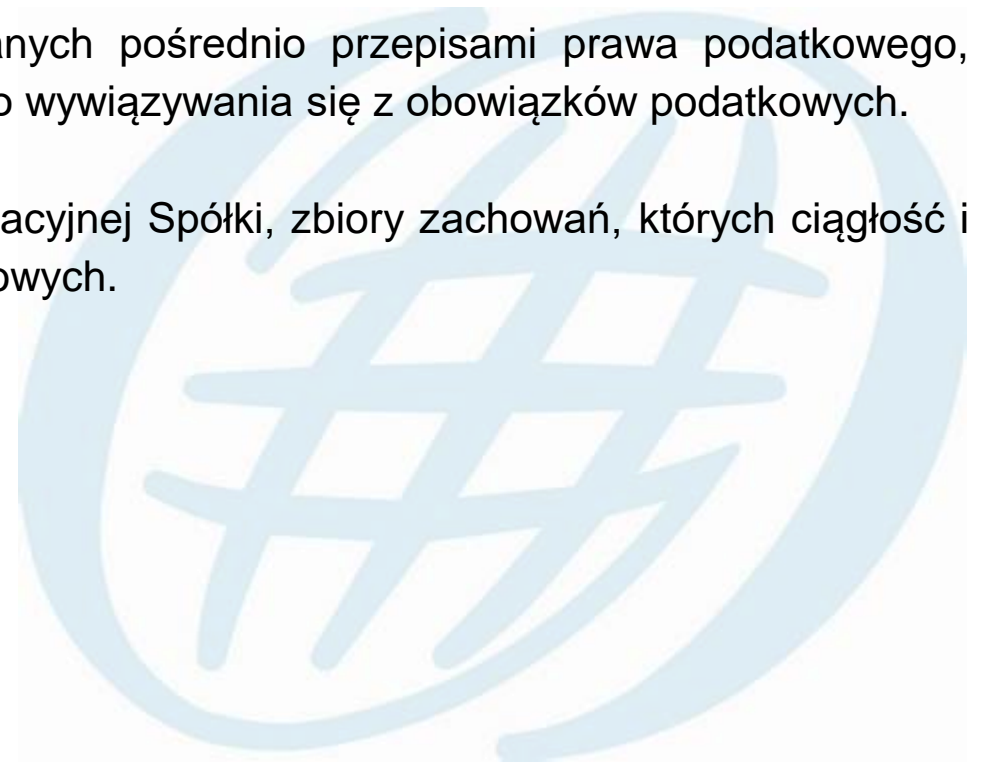 anych pośrednio przepisami prawa podatkowego,
o wywiązywania się z obowiązków podatkowych.
acyjnej Spółki, zbiory zachowań, których ciągłość i
owych.